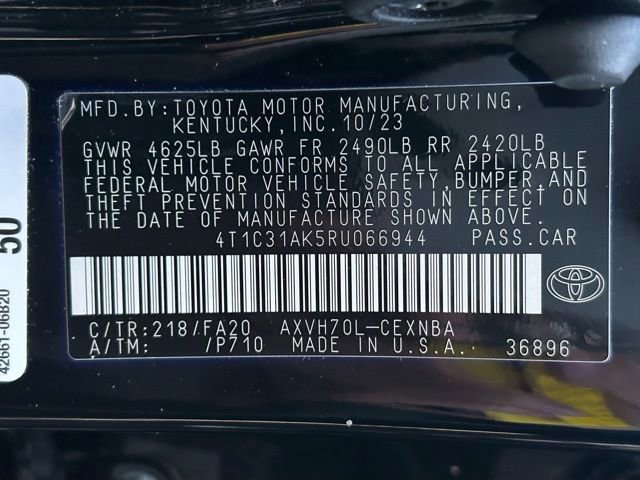 MFD. BY: TOYOTA MOTOR MANUFACTURING,
KENTUCKY, INC. 10/23
GVWR 4625LB GAWR FR 2490LB RR 2420LB
THIS VEHICLE CONFORMS TO ALL APPLICABLE
FEDERAL MOTOR VEHICLE SAFETY, BUMPER, AND
THEFT PREVENTION STANDARDS IN EFFECT ON
THE DATE OF MANUFACTURE SHOWN ABOVE.
4T1C31AK5RU066944 PASS.CAR
C/TR: 218/FA20 AXVH70L-CEXNBA
A/TM: /P710 MADE IN U.S.A. 36896
50
42661-06B20